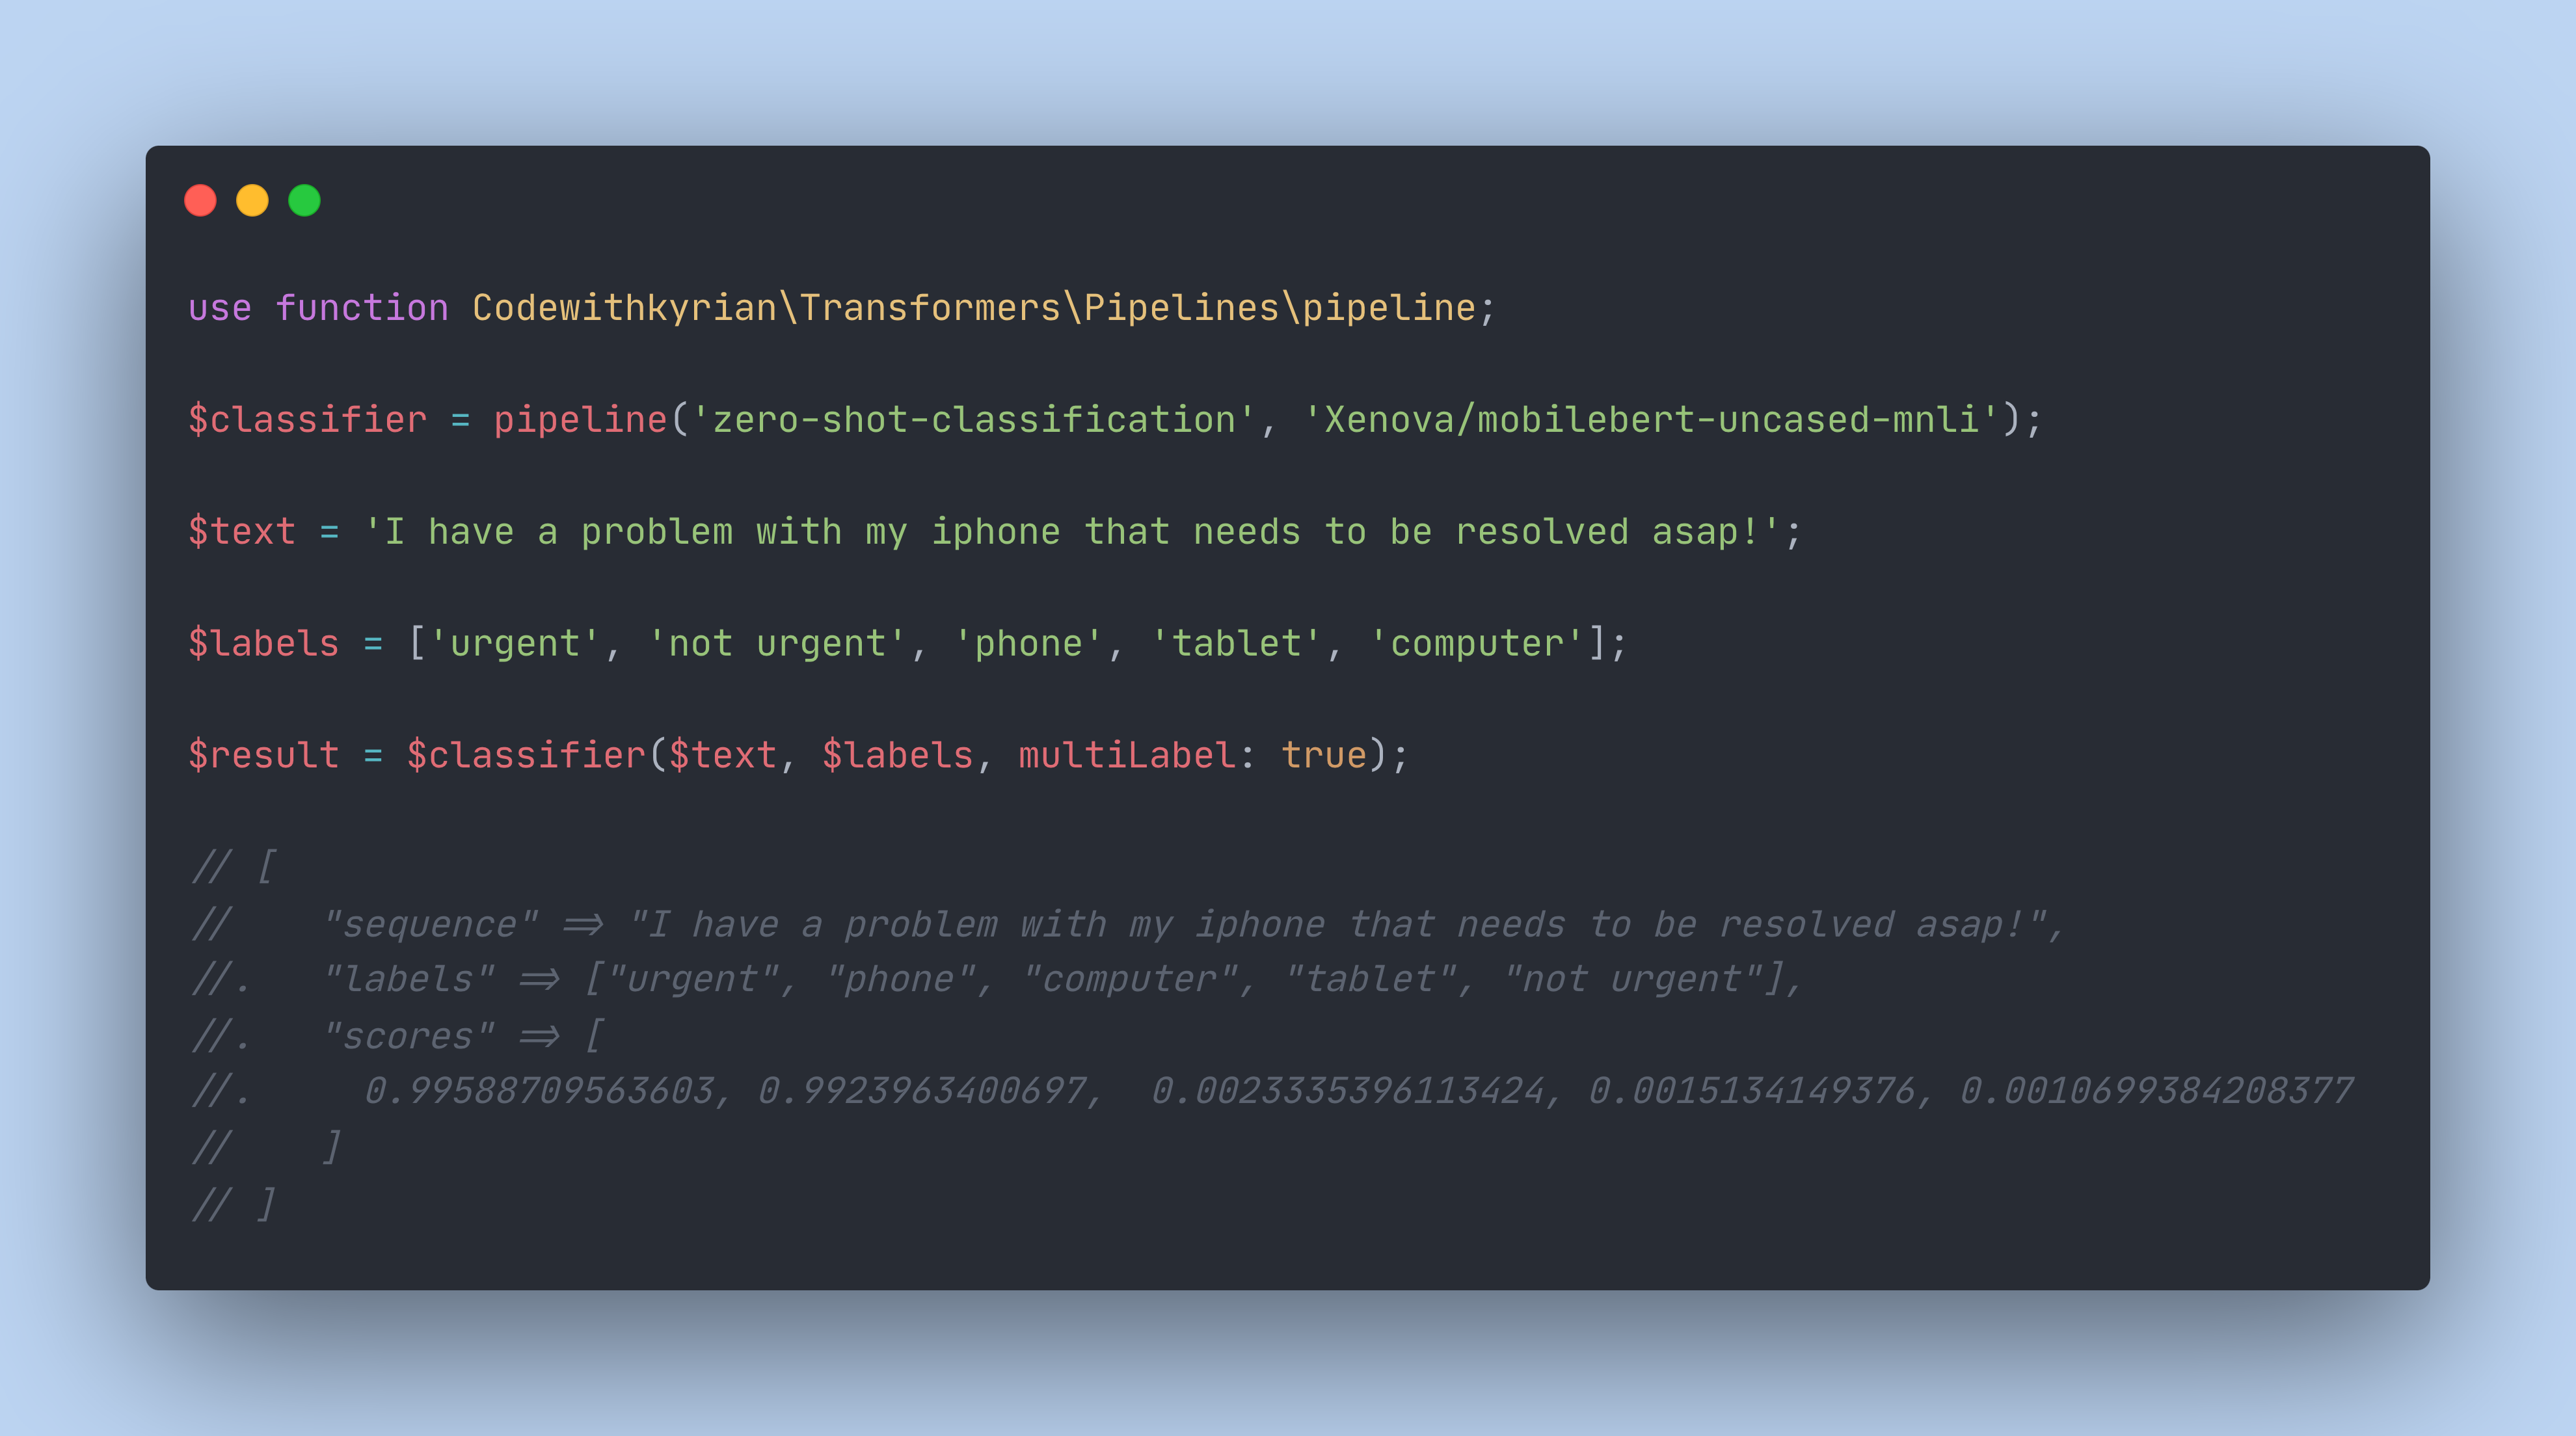 use function Codewithkyrian\Transformers\Pipelines\pipeline;
$classifier = pipeline('zero-shot-classification', 'Xenova/mobilebert-uncased-mnli');
$text = 'I have a problem with my iphone that needs to be resolved asap!';
$labels = ['urgent', 'not urgent', 'phone', 'tablet', 'computer'];
$result = $classifier($text, $labels, multiLabel: true);
// [
//    "sequence" => "I have a problem with my iphone that needs to be resolved asap!",
//.   "labels" => ["urgent", "phone", "computer", "tablet", "not urgent"],
//.   "scores" => [
//.     0.99588709563603, 0.9923963400697,  0.0023335396113424, 0.0015134149376, 0.0010699384208377
//    ]
// ]